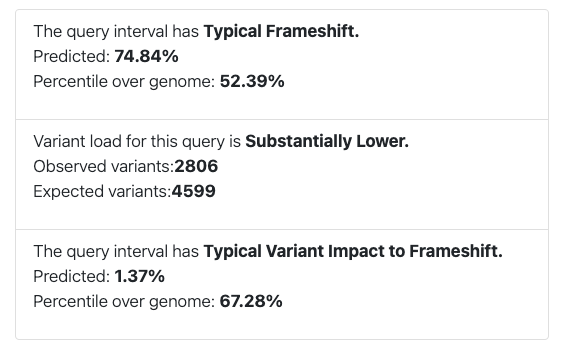 The query interval has Typical Frameshift.
Predicted: 74.84%
Percentile over genome: 52.39%
Variant load for this query is Substantially Lower.
Observed variants:2806
Expected variants:4599
The query interval has Typical Variant Impact to Frameshift.
Predicted: 1.37%
Percentile over genome: 67.28%